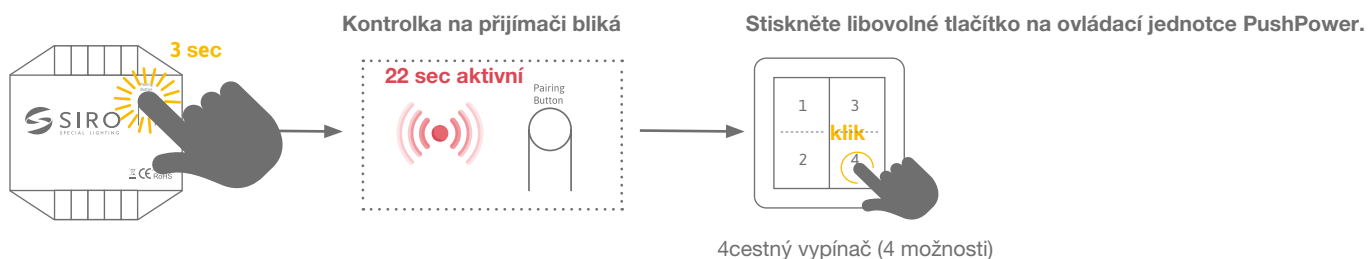 Kontrolka na přijímači bliká
Stiskněte libovolné tlačítko na ovládací jednotce PushPower.
3 sec
SIRO
SPECIAL LIGHTING
CE RoHS
22 sec aktivní
Pairing
Button
1
3
klik
2
4
4cestný vypínač (4 možnosti)